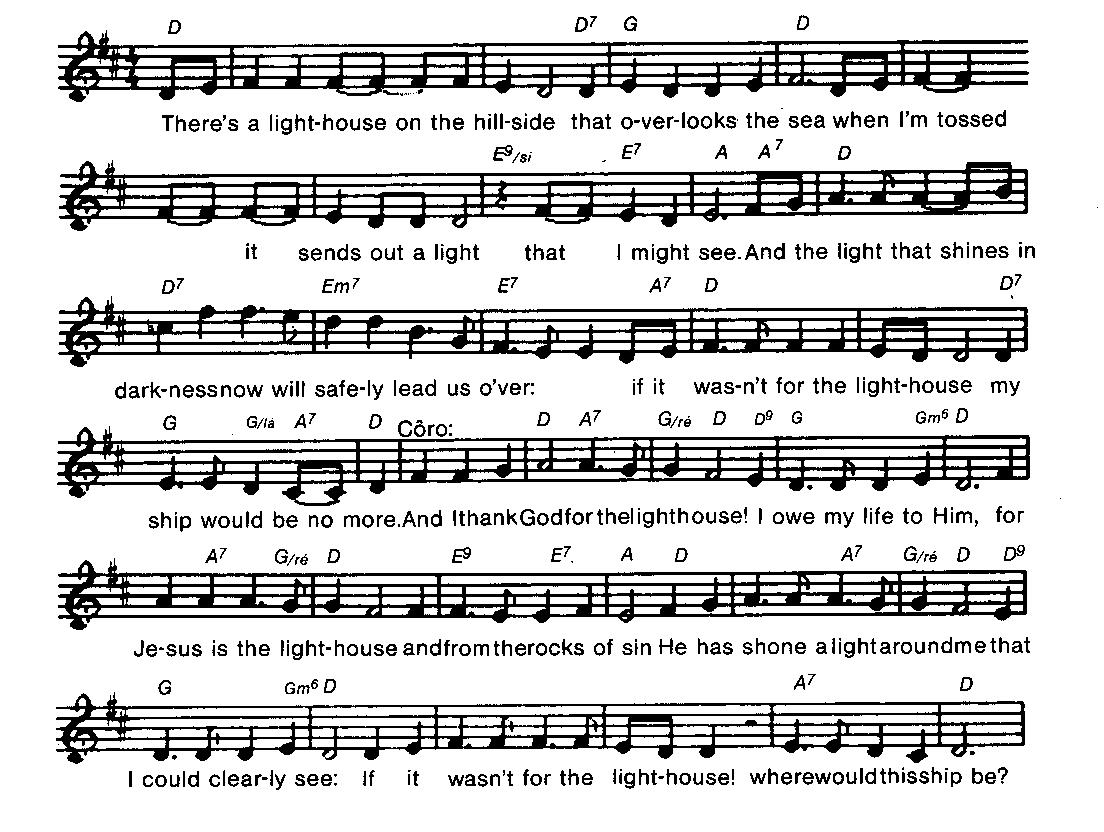 D D7 G D
There's a light-house on the hill-side that o-ver-looks the sea when I'm tossed
E9/si E7 A A7 D
it sends out a light that I might see. And the light that shines in
D7 Em7 E7 A7 D D7
dark-nessnow will safe-ly lead us o'ver: if it was-n't for the light-house my
G G/lá A7 D Côro: D A7 G/ré D D9 G Gm6 D
ship would be no more. And IthankGodforthelighthouse! I owe my life to Him, for
A7 G/ré D E9 E7. A D A7 G/ré D D9
Je-sus is the light-house andfromtherocks of sin He has shone alightaroundmethat
G Gm6 D A7 D
I could clear-ly see: If it wasn't for the light-house! wherewouldthisship be?